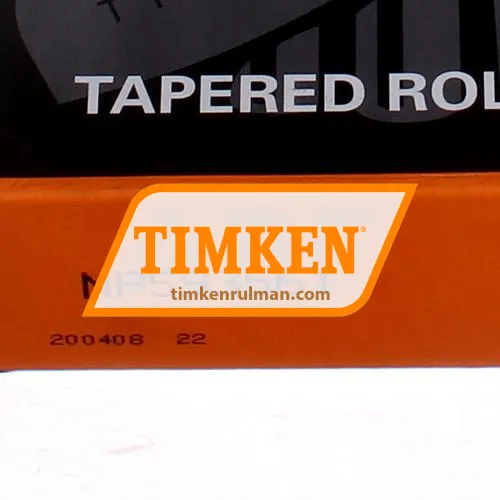 TAPERED ROL
TIMKEN®
timkenrulman.com
200408 22